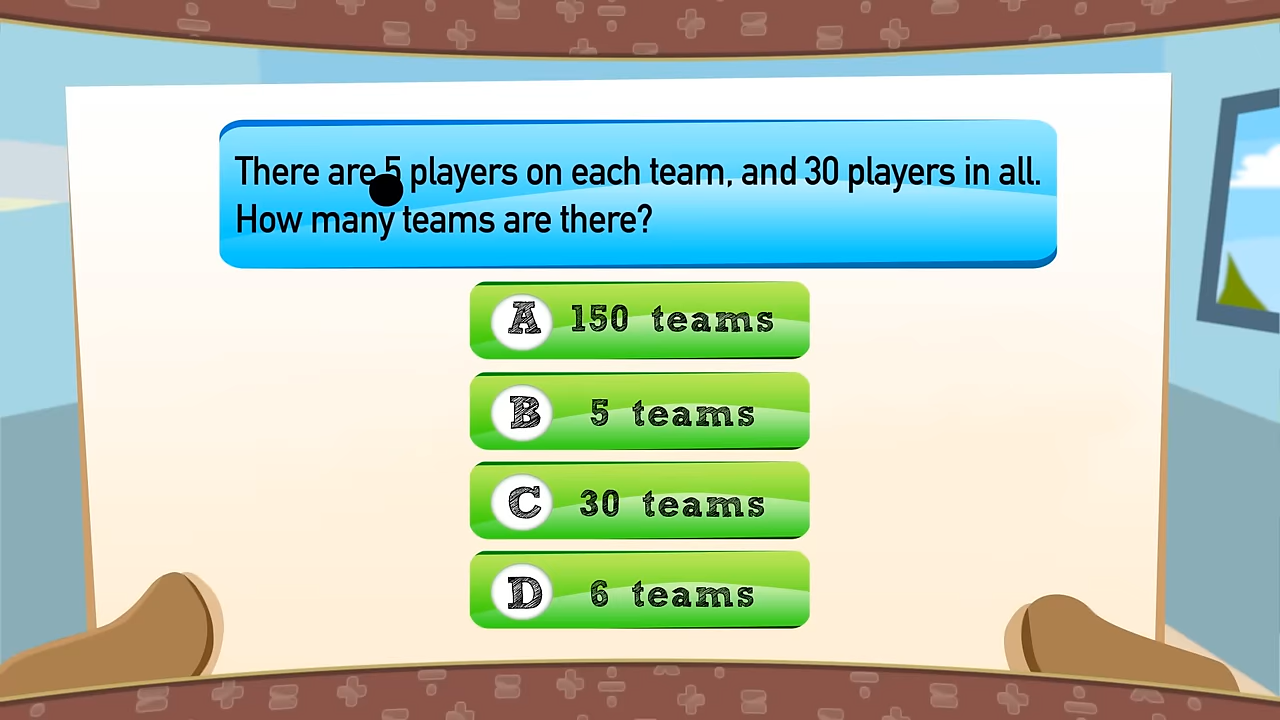 There are 5 players on each team, and 30 players in all.
How many teams are there?
A 150 teams
B 5 teams
C 30 teams
D 6 teams